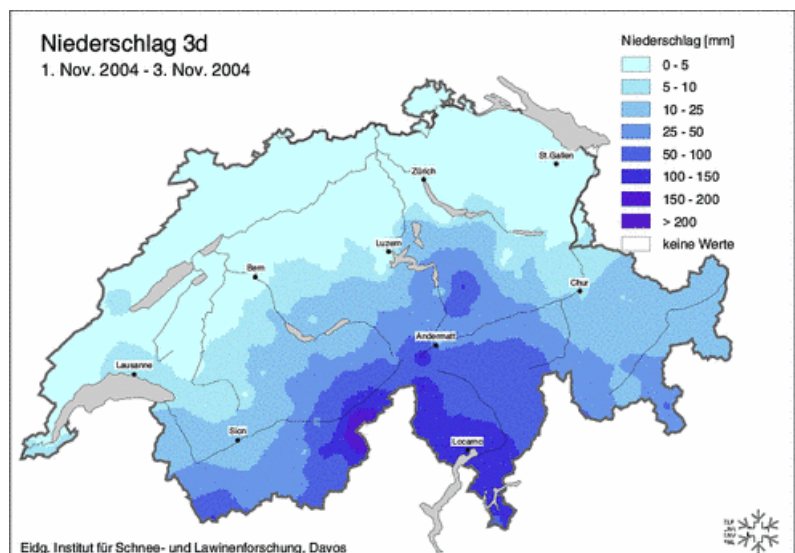 Niederschlag 3d
1. Nov. 2004 - 3. Nov. 2004
Niederschlag [mm]
0 - 5
5 - 10
10 - 25
25 - 50
50 - 100
100 - 150
150 - 200
> 200
keine Werte
St.Gallen
Zürich
Luzern
Bern
Chur
Andermatt
Lausanne
Sion
Locarno
Eidg. Institut für Schnee- und Lawinenforschung, Davos